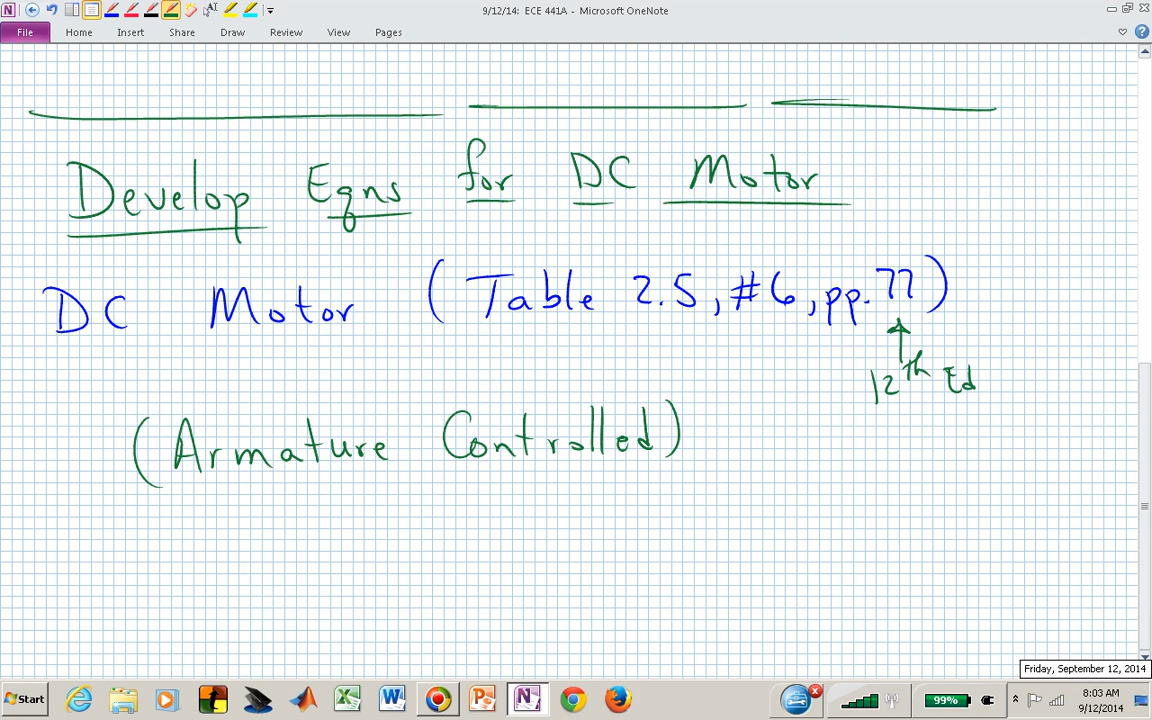 9/12/14: ECE 441A - Microsoft OneNote
File Home Insert Share Draw Review View Pages
Develop Eqns for DC Motor
DC Motor (Table 2.5, #6, pp. 77)
12th Ed
(Armature Controlled)
Friday, September 12, 2014
Start
99%
8:03 AM
9/12/2014